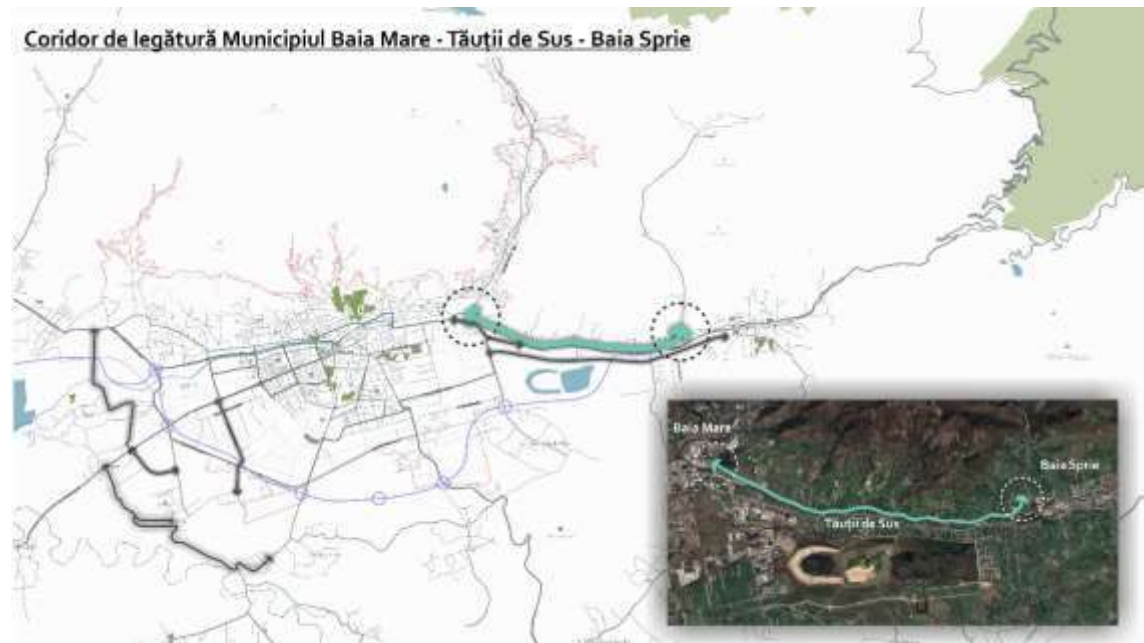 Coridor de legătură Municipiul Baia Mare - Tăuții de Sus - Baia Sprie
Baia Mare
Baia Sprie
Tăuții de Sus